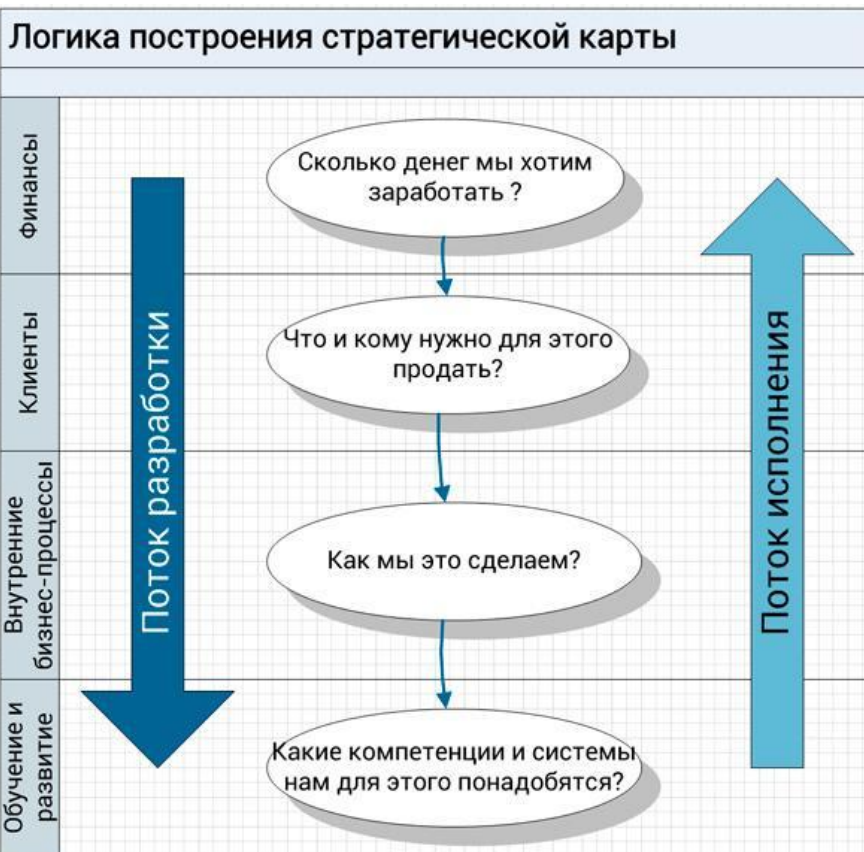 Логика построения стратегической карты
Финансы
Сколько денег мы хотим
заработать ?
Клиенты
Что и кому нужно для этого
продать?
Внутренние
бизнес-процессы
Как мы это сделаем?
Обучение и
развитие
Какие компетенции и системы
нам для этого понадобятся?
Поток разработки
Поток исполнения